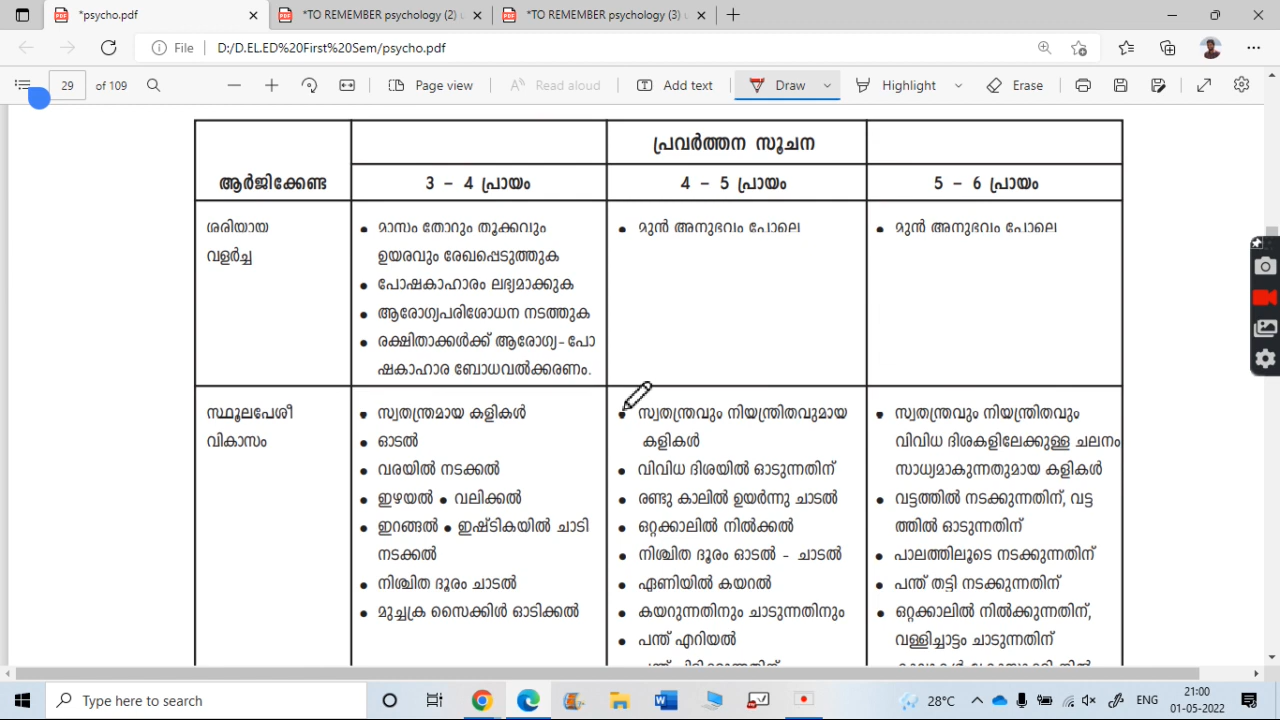 *psycho.pdf
*TO REMEMBER psychology (2) (
*TO REMEMBER psychology (3) (
File
D:/D.EL.ED%20First%20Sem/psycho.pdf
29 of 109
Page view
Read aloud
Add text
Draw
Highlight
Erase
പ്രവർത്തന സൂചന
ആർജിക്കേണ്ട
3 – 4 പ്രായം
4 – 5 പ്രായം
5 – 6 പ്രായം
ശരിയായ
വളർച്ച
● മാസം തോറും തൂക്കവും
ഉയരവും രേഖപ്പെടുത്തുക
● പോഷകാഹാരം ലഭ്യമാക്കുക
● ആരോഗ്യപരിശോധന നടത്തുക
● രക്ഷിതാക്കൾക്ക് ആരോഗ്യ-പോ
ഷകാഹാര ബോധവൽക്കരണം.
● മുൻ അനുഭവം പോലെ
● മുൻ അനുഭവം പോലെ
സ്ഥൂലപേശീ
വികാസം
● സ്വതന്ത്രമായ കളികൾ
● ഓടൽ
● വരയിൽ നടക്കൽ
● ഇഴയൽ ● വലിക്കൽ
● ഇറങ്ങൽ ● ഇഷ്ടികയിൽ ചാടി
നടക്കൽ
● നിശ്ചിത ദൂരം ചാടൽ
● മുച്ചക്ര സൈക്കിൾ ഓടിക്കൽ
● സ്വതന്ത്രവും നിയന്ത്രിതവുമായ
കളികൾ
● വിവിധ ദിശയിൽ ഓടുന്നതിന്
● രണ്ടു കാലിൽ ഉയർന്നു ചാടൽ
● ഒറ്റക്കാലിൽ നിൽക്കൽ
● നിശ്ചിത ദൂരം ഓടൽ - ചാടൽ
● ഏണിയിൽ കയറൽ
● കയറുന്നതിനും ചാടുന്നതിനും
● പന്ത് എറിയൽ
● സ്വതന്ത്രവും നിയന്ത്രിതവും
വിവിധ ദിശകളിലേക്കുള്ള ചലനം
സാധ്യമാകുന്നതുമായ കളികൾ
● വട്ടത്തിൽ നടക്കുന്നതിന്, വട്ട
ത്തിൽ ഓടുന്നതിന്
● പാലത്തിലൂടെ നടക്കുന്നതിന്
● പന്ത് തട്ടി നടക്കുന്നതിന്
● ഒറ്റക്കാലിൽ നിൽക്കുന്നതിന്,
വള്ളിച്ചാട്ടം ചാടുന്നതിന്
Type here to search
28°C
ENG
21:00
01-05-2022